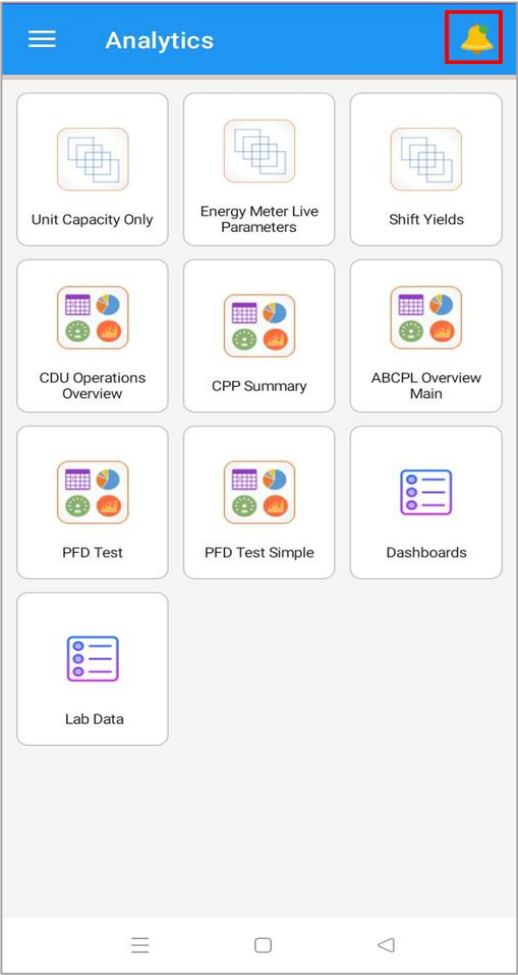 Analytics
Unit Capacity Only
Energy Meter Live
Parameters
Shift Yields
CDU Operations
Overview
CPP Summary
ABCPL Overview
Main
PFD Test
PFD Test Simple
Dashboards
Lab Data